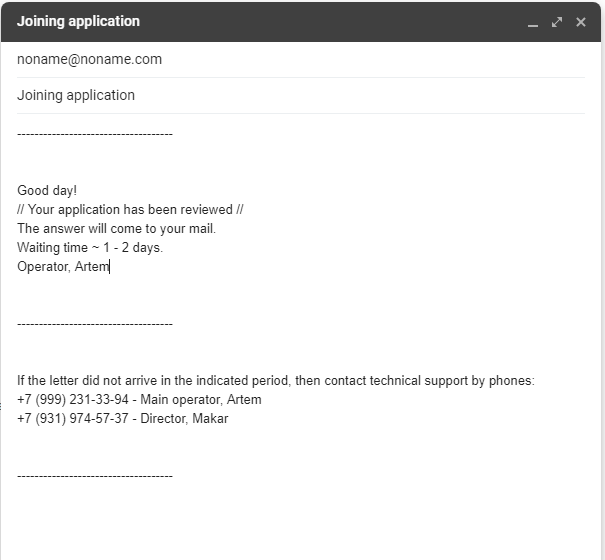 Joining application
noname@noname.com
Joining application
------------------------------------
Good day!
// Your application has been reviewed //
The answer will come to your mail.
Waiting time ~ 1 - 2 days.
Operator, Artem
------------------------------------
If the letter did not arrive in the indicated period, then contact technical support by phones:
+7 (999) 231-33-94 - Main operator, Artem
+7 (931) 974-57-37 - Director, Makar
------------------------------------